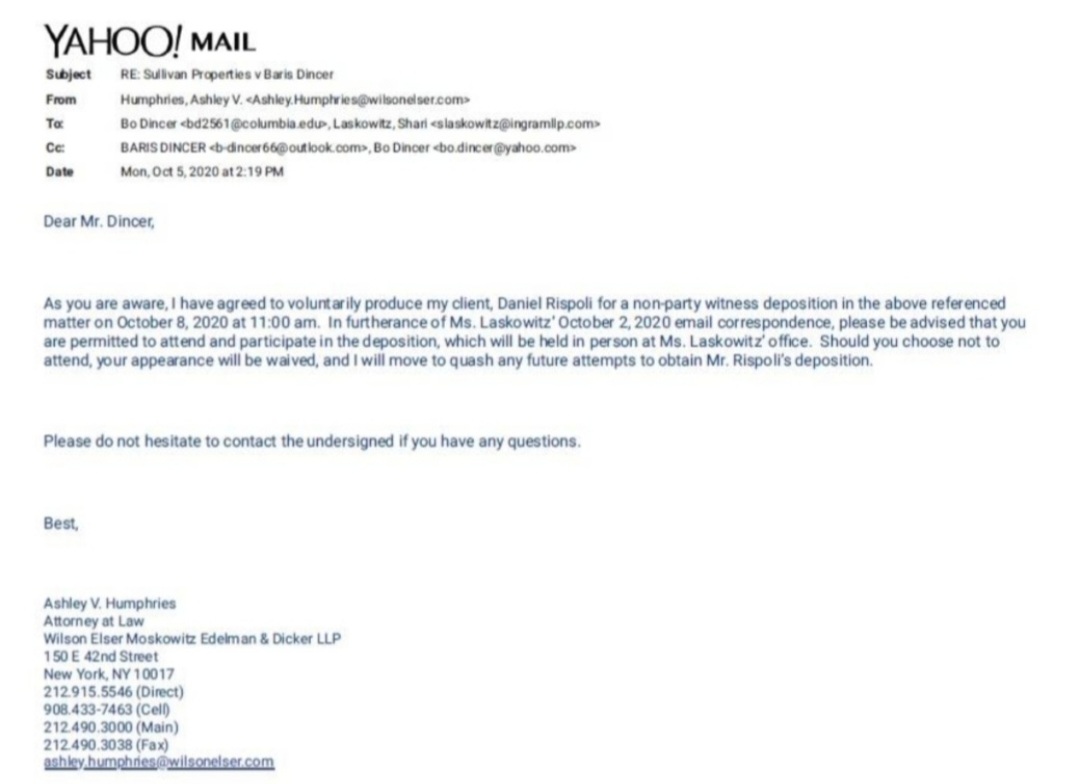 YAHOO! MAIL
Subject RE: Sullivan Properties v Baris Dincer
From Humphries, Ashley V. <Ashley.Humphries@wilsonelser.com>
To: Bo Dincer <bd2561@columbia.edu>, Laskowitz, Shari <slaskowitz@ingramllp.com>
Cc: BARIS DINCER <b-dincer66@outlook.com>, Bo Dincer <bo.dincer@yahoo.com>
Date Mon, Oct 5, 2020 at 2:19 PM
Dear Mr. Dincer,
As you are aware, I have agreed to voluntarily produce my client, Daniel Rispoli for a non-party witness deposition in the above referenced
matter on October 8, 2020 at 11:00 am. In furtherance of Ms. Laskowitz' October 2, 2020 email correspondence, please be advised that you
are permitted to attend and participate in the deposition, which will be held in person at Ms. Laskowitz' office. Should you choose not to
attend, your appearance will be waived, and I will move to quash any future attempts to obtain Mr. Rispoli's deposition.
Please do not hesitate to contact the undersigned if you have any questions.
Best,
Ashley V. Humphries
Attorney at Law
Wilson Elser Moskowitz Edelman & Dicker LLP
150 E 42nd Street
New York, NY 10017
212.915.5546 (Direct)
908.433-7463 (Cell)
212.490.3000 (Main)
212.490.3038 (Fax)
ashley.humphries@wilsonelser.com